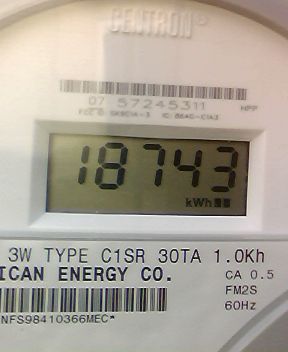 CENTRON®
07 57245311 HPP
18743
kWh
3W TYPE C1SR 30TA 1.0Kh
ICAN ENERGY CO. CA 0.5
FM2S
60Hz
NFS98410366MEC*